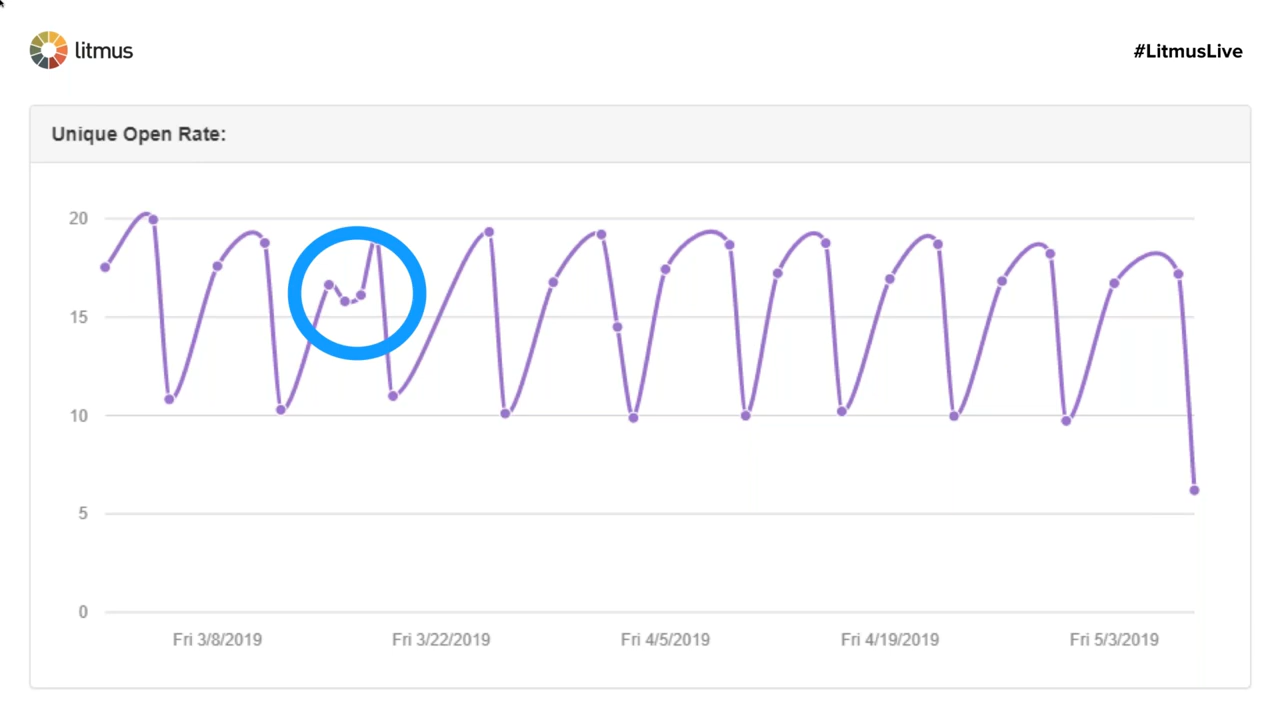 litmus
#LitmusLive
Unique Open Rate:
20
15
10
5
0
Fri 3/8/2019 Fri 3/22/2019 Fri 4/5/2019 Fri 4/19/2019 Fri 5/3/2019